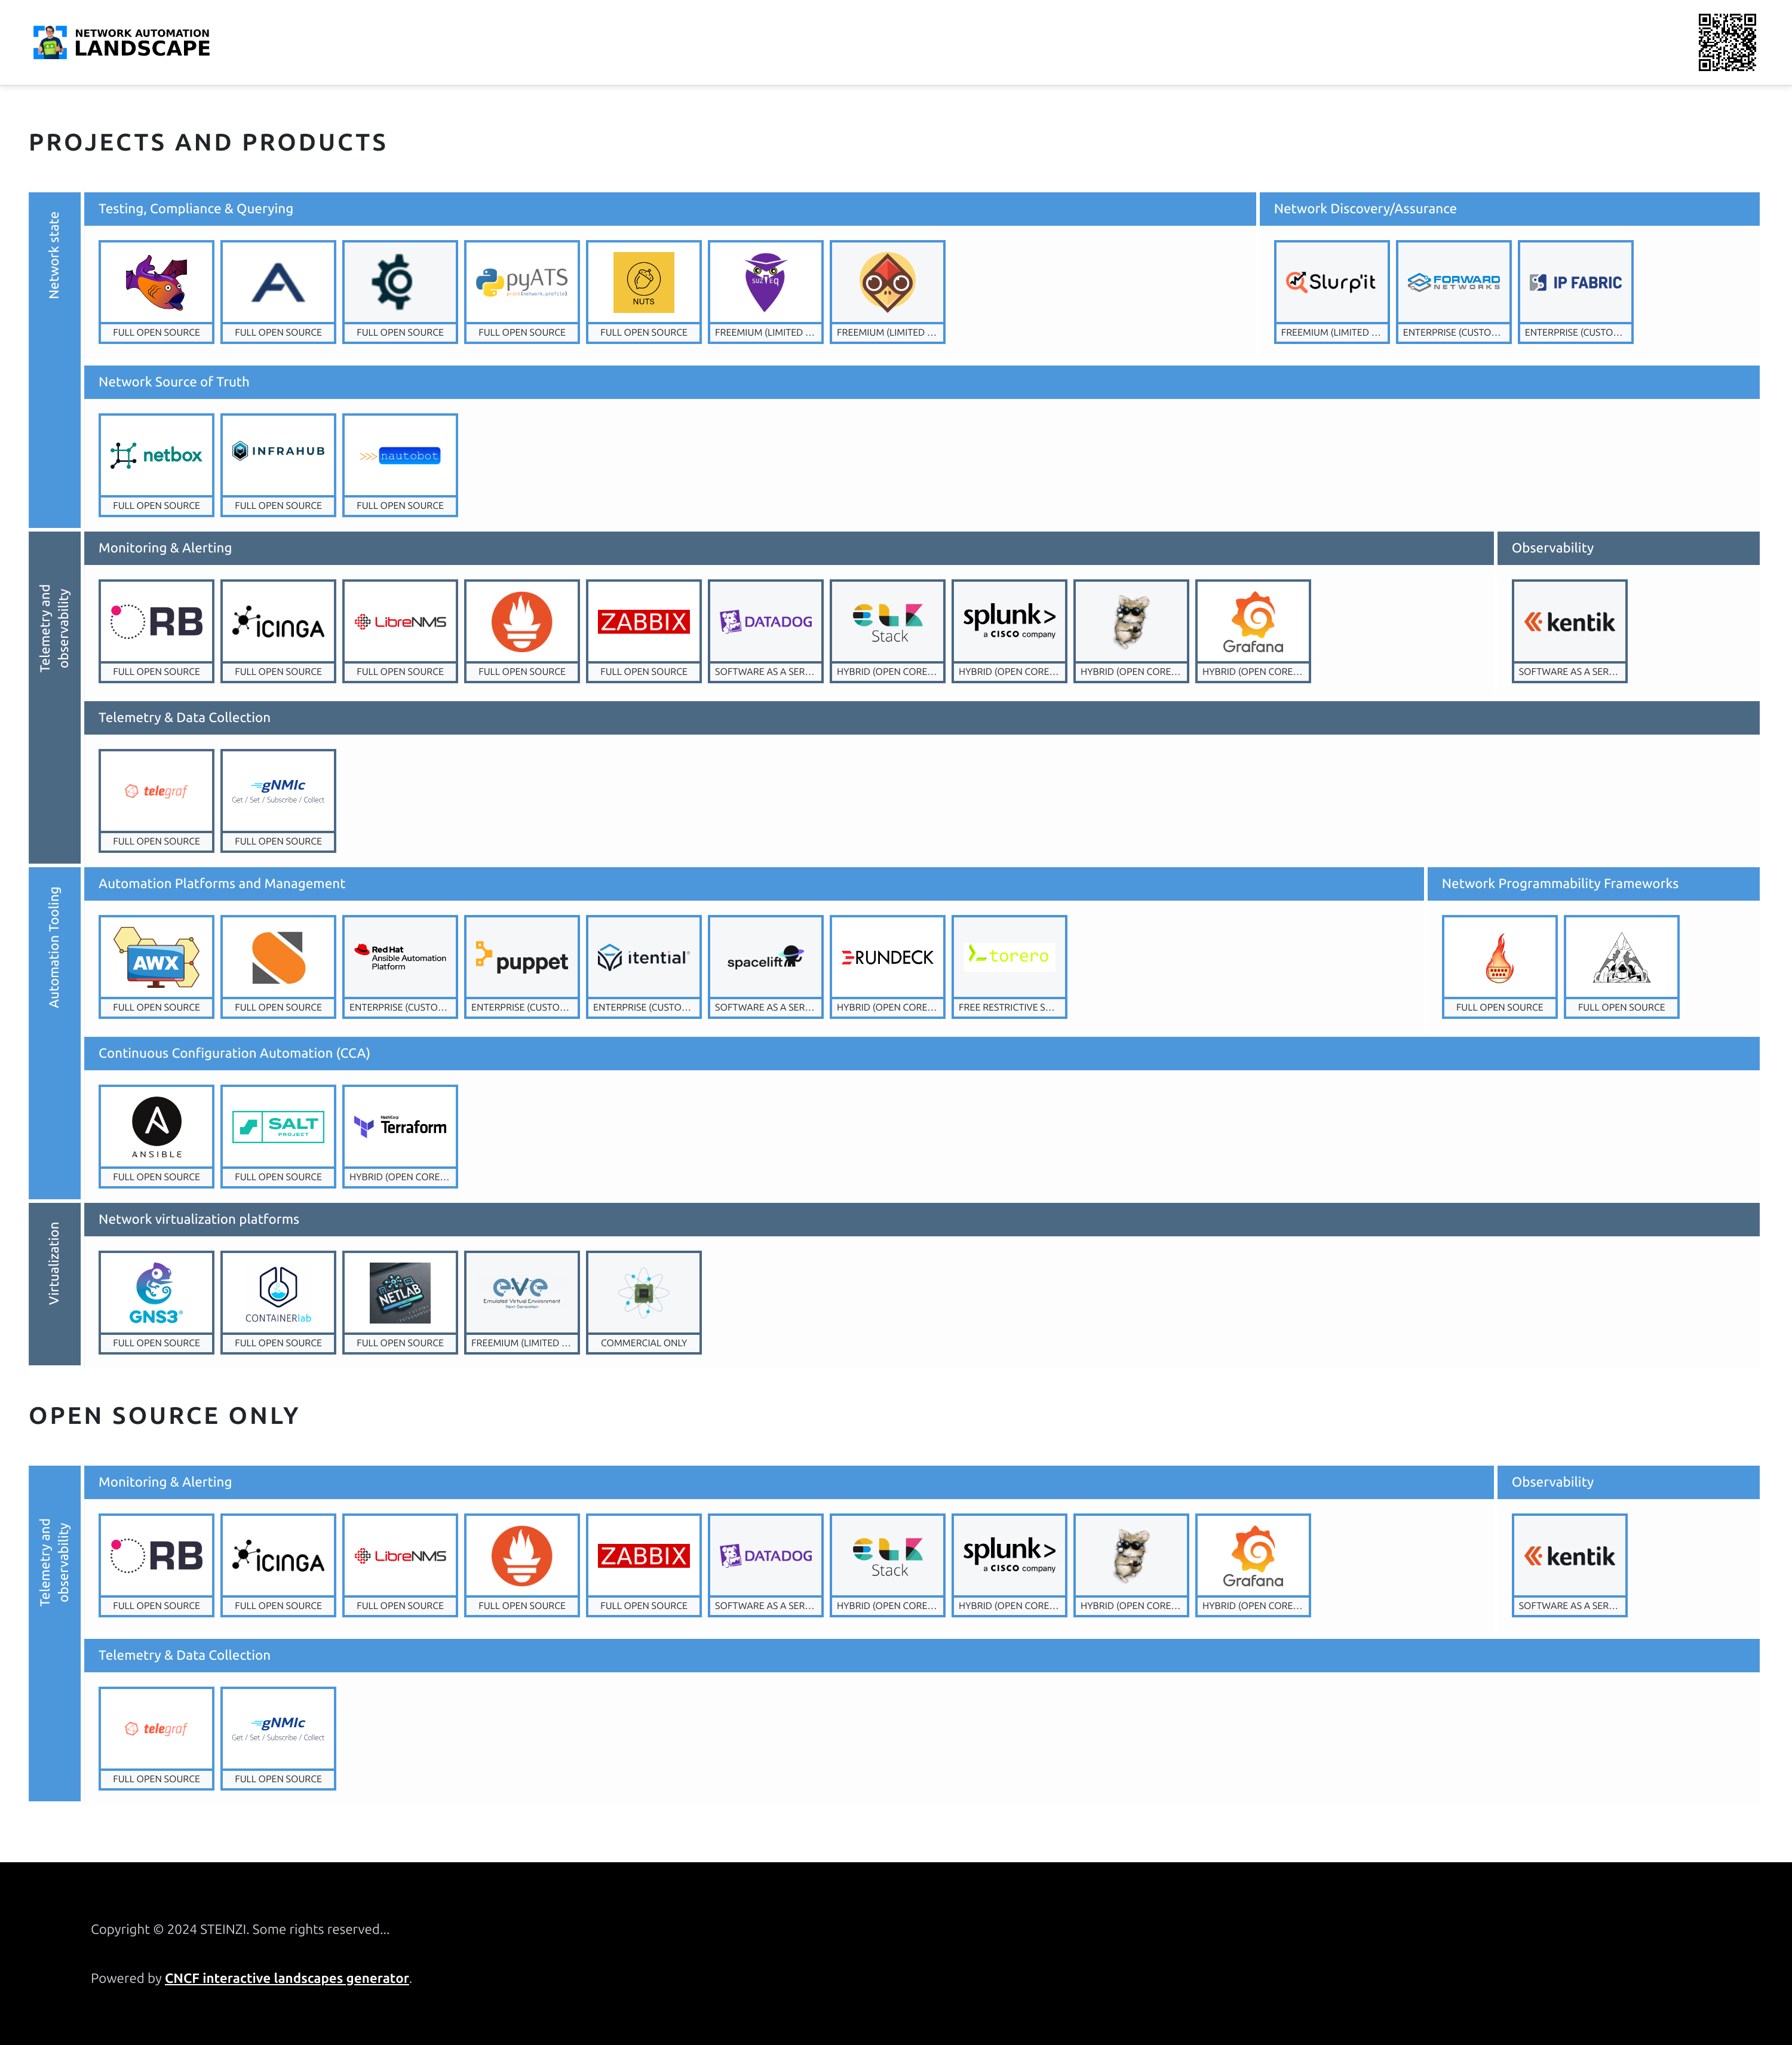 NETWORK AUTOMATION
LANDSCAPE
PROJECTS AND PRODUCTS
Network state
Testing, Compliance & Querying
FULL OPEN SOURCE
FULL OPEN SOURCE
FULL OPEN SOURCE
pyATS
FULL OPEN SOURCE
NUTS
FULL OPEN SOURCE
SUZIEq
FREEMIUM (LIMITED ...
FREEMIUM (LIMITED ...
Network Discovery/Assurance
Slurp'it
FREEMIUM (LIMITED ...
FORWARD
NETWORKS
ENTERPRISE (CUSTO...
IP FABRIC
ENTERPRISE (CUSTO...
Network Source of Truth
netbox
FULL OPEN SOURCE
INFRAHUB
FULL OPEN SOURCE
>>> nautobot
FULL OPEN SOURCE
Telemetry and
observability
Monitoring & Alerting
ORB
FULL OPEN SOURCE
ICINGA
FULL OPEN SOURCE
LibreNMS
FULL OPEN SOURCE
FULL OPEN SOURCE
ZABBIX
FULL OPEN SOURCE
DATADOG
SOFTWARE AS A SER...
ELK
Stack
HYBRID (OPEN CORE...
splunk>
a CISCO company
HYBRID (OPEN CORE...
HYBRID (OPEN CORE...
Grafana
HYBRID (OPEN CORE...
Observability
kentik
SOFTWARE AS A SER...
Telemetry & Data Collection
telegraf
FULL OPEN SOURCE
gNMIc
Get / Set / Subscribe / Collect
FULL OPEN SOURCE
Automation Tooling
Automation Platforms and Management
AWX
FULL OPEN SOURCE
FULL OPEN SOURCE
Red Hat
Ansible Automation
Platform
ENTERPRISE (CUSTO...
puppet
ENTERPRISE (CUSTO...
itential
ENTERPRISE (CUSTO...
spacelift
SOFTWARE AS A SER...
RUNDECK
HYBRID (OPEN CORE...
torero
FREE RESTRICTIVE S...
Network Programmability Frameworks
FULL OPEN SOURCE
FULL OPEN SOURCE
Continuous Configuration Automation (CCA)
ANSIBLE
FULL OPEN SOURCE
SALT
PROJECT
FULL OPEN SOURCE
HashiCorp
Terraform
HYBRID (OPEN CORE...
Virtualization
Network virtualization platforms
GNS3
FULL OPEN SOURCE
CONTAINERlab
FULL OPEN SOURCE
NETLAB
FULL OPEN SOURCE
eve
Emulated Virtual Environment
Next Generation
FREEMIUM (LIMITED ...
COMMERCIAL ONLY
OPEN SOURCE ONLY
Telemetry and
observability
Monitoring & Alerting
ORB
FULL OPEN SOURCE
ICINGA
FULL OPEN SOURCE
LibreNMS
FULL OPEN SOURCE
FULL OPEN SOURCE
ZABBIX
FULL OPEN SOURCE
DATADOG
SOFTWARE AS A SER...
ELK
Stack
HYBRID (OPEN CORE...
splunk>
a CISCO company
HYBRID (OPEN CORE...
HYBRID (OPEN CORE...
Grafana
HYBRID (OPEN CORE...
Observability
kentik
SOFTWARE AS A SER...
Telemetry & Data Collection
telegraf
FULL OPEN SOURCE
gNMIc
Get / Set / Subscribe / Collect
FULL OPEN SOURCE
Copyright © 2024 STEINZI. Some rights reserved...
Powered by CNCF interactive landscapes generator.